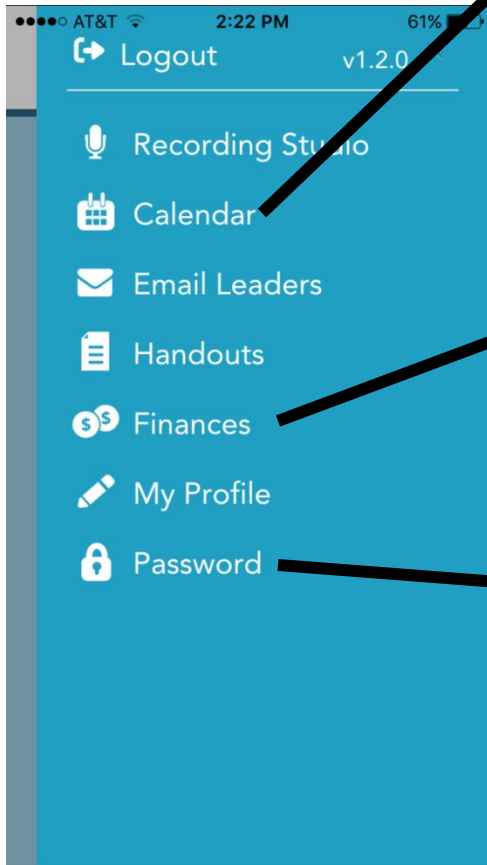 AT&T 2:22 PM 61%
Logout v1.2.0
Recording Studio
Calendar
Email Leaders
Handouts
$ $ Finances
My Profile
Password